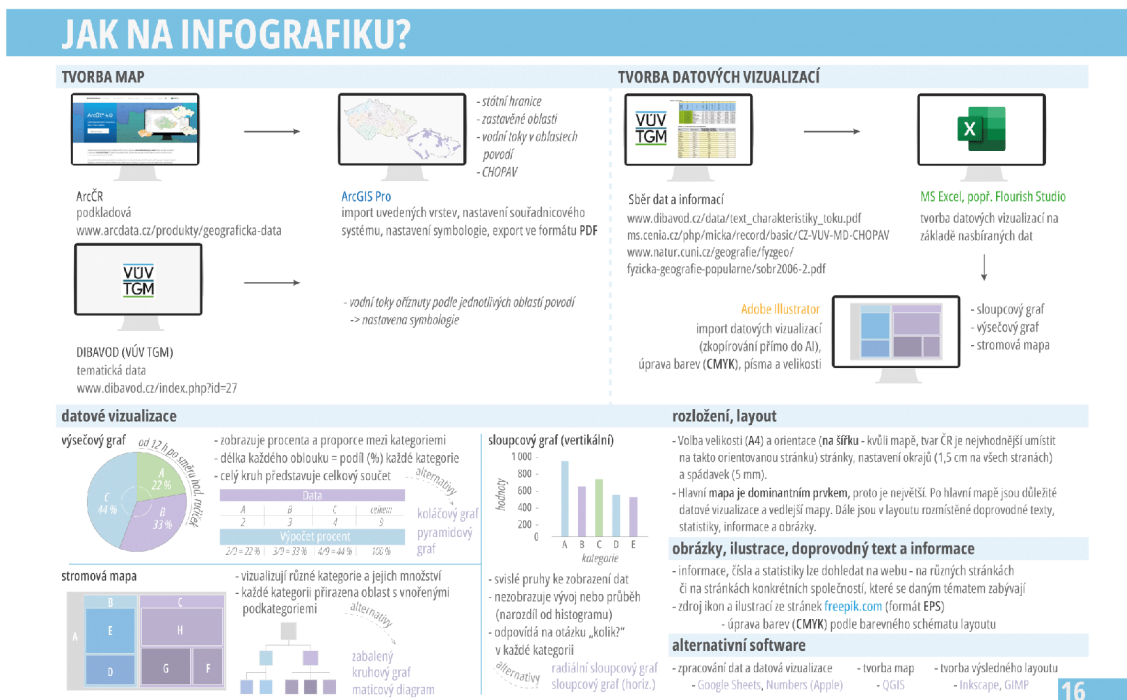 JAK NA INFOGRAFIKU?
TVORBA MAP
ArcČR
podkladová
www.arcdata.cz/produkty/geograficka-data
- státní hranice
- zastavěné oblasti
- vodní toky v oblastech
povodí
- CHOPAV
ArcGIS Pro
import uvedených vrstev, nastavení souřadnicového
systému, nastavení symbologie, export ve formátu PDF
VÚV
TGM
DIBAVOD (VÚV TGM)
tematická data
www.dibavod.cz/index.php?id=27
- vodní toky oříznuty podle jednotlivých oblastí povodí
-> nastavena symbologie
TVORBA DATOVÝCH VIZUALIZACÍ
VÚV
TGM
Sběr dat a informací
www.dibavod.cz/data/text_charakteristiky_toku.pdf
ms.cenia.cz/php/micka/record/basic/CZ-VUV-MD-CHOPAV
www.natur.cuni.cz/geografie/fyzgeo/
fyzicka-geografie-popularne/sobr2006-2.pdf
X
MS Excel, popř. Flourish Studio
tvorba datových vizualizací na
základě nasbíraných dat
Adobe Illustrator
import datových vizualizací
(zkopírování přímo do AI),
úprava barev (CMYK), písma a velikosti
- sloupcový graf
- výsečový graf
- stromová mapa
datové vizualizace
výsečový graf
od 12 h po směru hod. ručiček
A
22 %
B
33 %
C
44 %
- zobrazuje procenta a proporce mezi kategoriemi
- délka každého oblouku = podíl (%) každé kategorie
- celý kruh představuje celkový součet
alternativy
Data
A B C celkem
2 3 4 9
Výpočet procent
2/9 = 22 % 3/9 = 33 % 4/9 = 44 % 100 %
koláčový graf
pyramidový
graf
stromová mapa
A
B
C
E
H
D
G
F
- vizualizují různé kategorie a jejich množství
- každé kategorii přirazena oblast s vnořenými
podkategoriemi
alternativy
zabalený
kruhový graf
maticový diagram
sloupcový graf (vertikální)
1 000
800
600
400
200
0
hodnoty
A B C D E
kategorie
- svislé pruhy ke zobrazení dat
- nezobrazuje vývoj nebo průběh
(narozdíl od histogramu)
- odpovídá na otázku „kolik?“
v každé kategorii
alternativy
radiální sloupcový graf
sloupcový graf (horiz.)
rozložení, layout
- Volba velikosti (A4) a orientace (na šířku - kvůli mapě, tvar ČR je nejvhodnější umístit
na takto orientovanou stránku) stránky, nastavení okrajů (1,5 cm na všech stranách)
a spádavek (5 mm).
- Hlavní mapa je dominantním prvkem, proto je největší. Po hlavní mapě jsou důležité
datové vizualizace a vedlejší mapy. Dále jsou v layoutu rozmístěné doprovodné texty,
statistiky, informace a obrázky.
obrázky, ilustrace, doprovodný text a informace
- informace, čísla a statistiky lze dohledat na webu - na různých stránkách
či na stránkách konkrétních společností, které se daným tématem zabývají
- zdroj ikon a ilustrací ze stránek freepik.com (formát EPS)
- úprava barev (CMYK) podle barevného schématu layoutu
alternativní software
- zpracování dat a datová vizualizace - tvorba map - tvorba výsledného layoutu
- Google Sheets, Numbers (Apple) - QGIS - Inkscape, GIMP
16